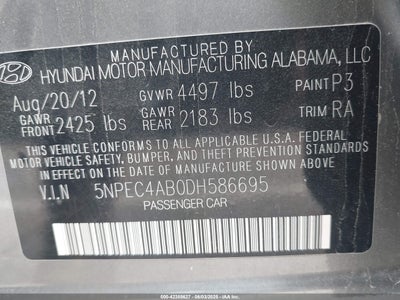 MANUFACTURED BY
HYUNDAI MOTOR MANUFACTURING ALABAMA, LLC
Aug/20/12 GVWR 4497 lbs PAINT P3
GAWR FRONT 2425 lbs GAWR REAR 2183 lbs TRIM RA
THIS VEHICLE CONFORMS TO ALL APPLICABLE U.S.A FEDERAL MOTOR
VEHICLE SAFETY, BUMPER, AND THEFT PREVENTION STANDARDS
IN EFFECT ON THE DATE OF MANUFACTURE SHOWN ABOVE.
V.I.N 5NPEC4AB0DH586695
PASSENGER CAR